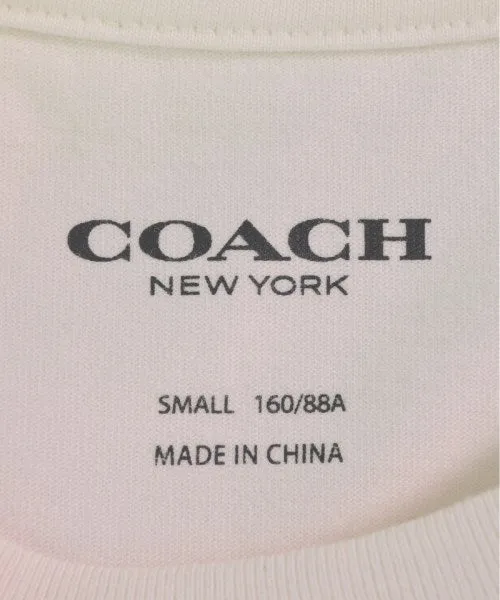 COACH
NEW YORK
SMALL 160/88A
MADE IN CHINA